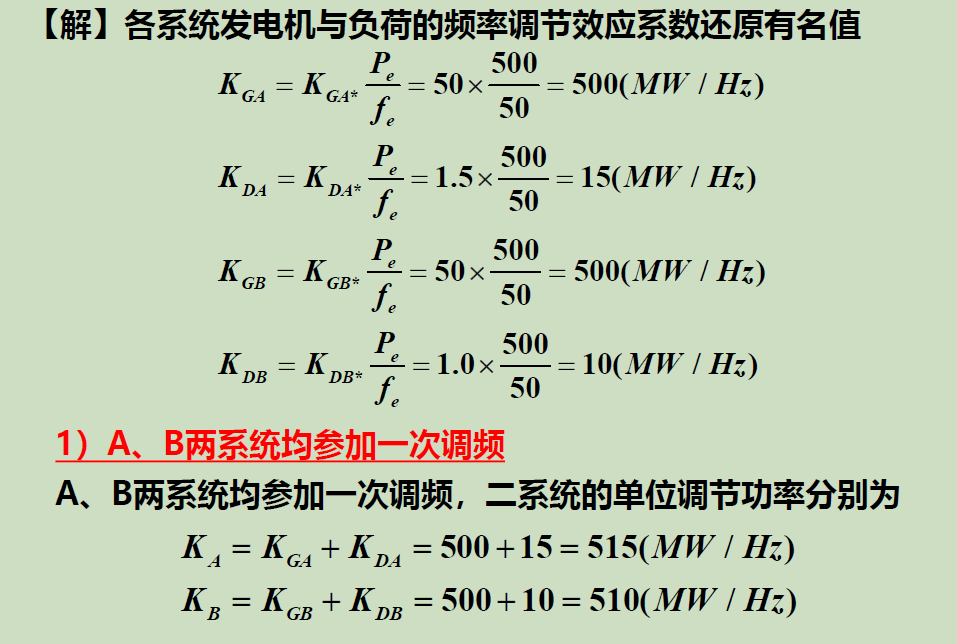 【解】各系统发电机与负荷的频率调节效应系数还原有名值
K_{GA} = K_{GA*} \frac{P_e}{f_e} = 50 × \frac{500}{50} = 500(MW / Hz)
K_{DA} = K_{DA*} \frac{P_e}{f_e} = 1.5 × \frac{500}{50} = 15(MW / Hz)
K_{GB} = K_{GB*} \frac{P_e}{f_e} = 50 × \frac{500}{50} = 500(MW / Hz)
K_{DB} = K_{DB*} \frac{P_e}{f_e} = 1.0 × \frac{500}{50} = 10(MW / Hz)
1）A、B两系统均参加一次调频
A、B两系统均参加一次调频，二系统的单位调节功率分别为
K_A = K_{GA} + K_{DA} = 500 + 15 = 515(MW / Hz)
K_B = K_{GB} + K_{DB} = 500 + 10 = 510(MW / Hz)